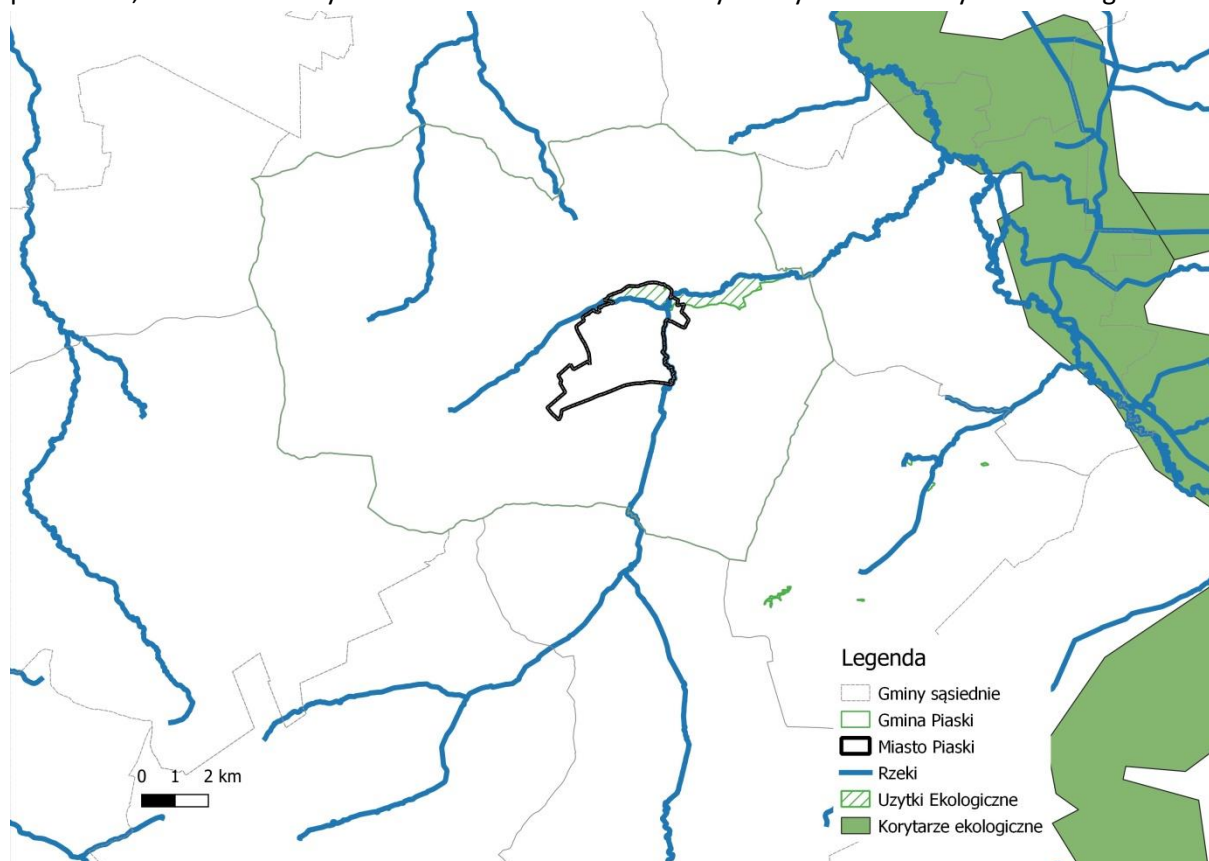 0 1 2 km
Legenda
Gminy sąsiednie
Gmina Piaski
Miasto Piaski
Rzeki
Uzytki Ekologiczne
Korytarze ekologiczne